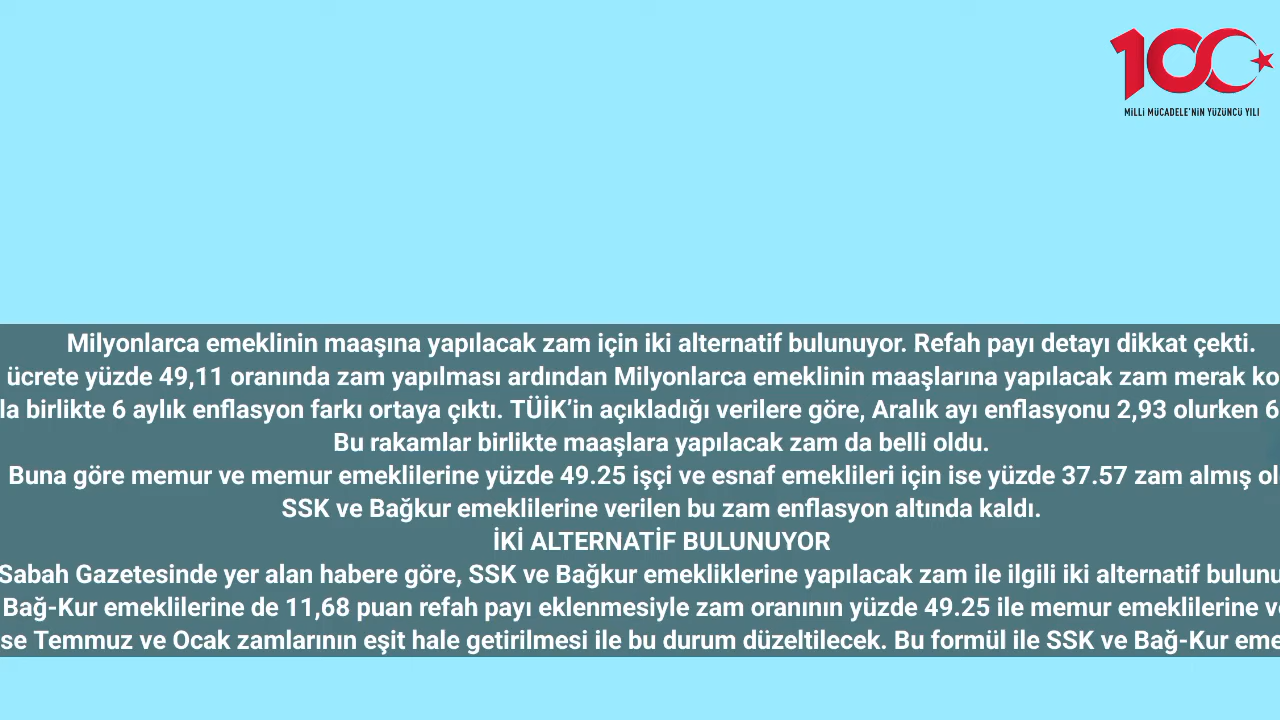 100
MİLLİ MÜCADELE'NİN YÜZÜNCÜ YILI
Milyonlarca emeklinin maaşına yapılacak zam için iki alternatif bulunuyor. Refah payı detayı dikkat çekti.
ücrete yüzde 49,11 oranında zam yapılması ardından Milyonlarca emeklinin maaşlarına yapılacak zam merak ko
la birlikte 6 aylık enflasyon farkı ortaya çıktı. TÜİK’in açıkladığı verilere göre, Aralık ayı enflasyonu 2,93 olurken 6
Bu rakamlar birlikte maaşlara yapılacak zam da belli oldu.
Buna göre memur ve memur emeklilerine yüzde 49.25 işçi ve esnaf emeklileri için ise yüzde 37.57 zam almış ol
SSK ve Bağkur emeklilerine verilen bu zam enflasyon altında kaldı.
İKİ ALTERNATİF BULUNUYOR
Sabah Gazetesinde yer alan habere göre, SSK ve Bağkur emekliklerine yapılacak zam ile ilgili iki alternatif bulunu
Bağ-Kur emeklilerine de 11,68 puan refah payı eklenmesiyle zam oranının yüzde 49.25 ile memur emeklilerine ve
se Temmuz ve Ocak zamlarının eşit hale getirilmesi ile bu durum düzeltilecek. Bu formül ile SSK ve Bağ-Kur eme